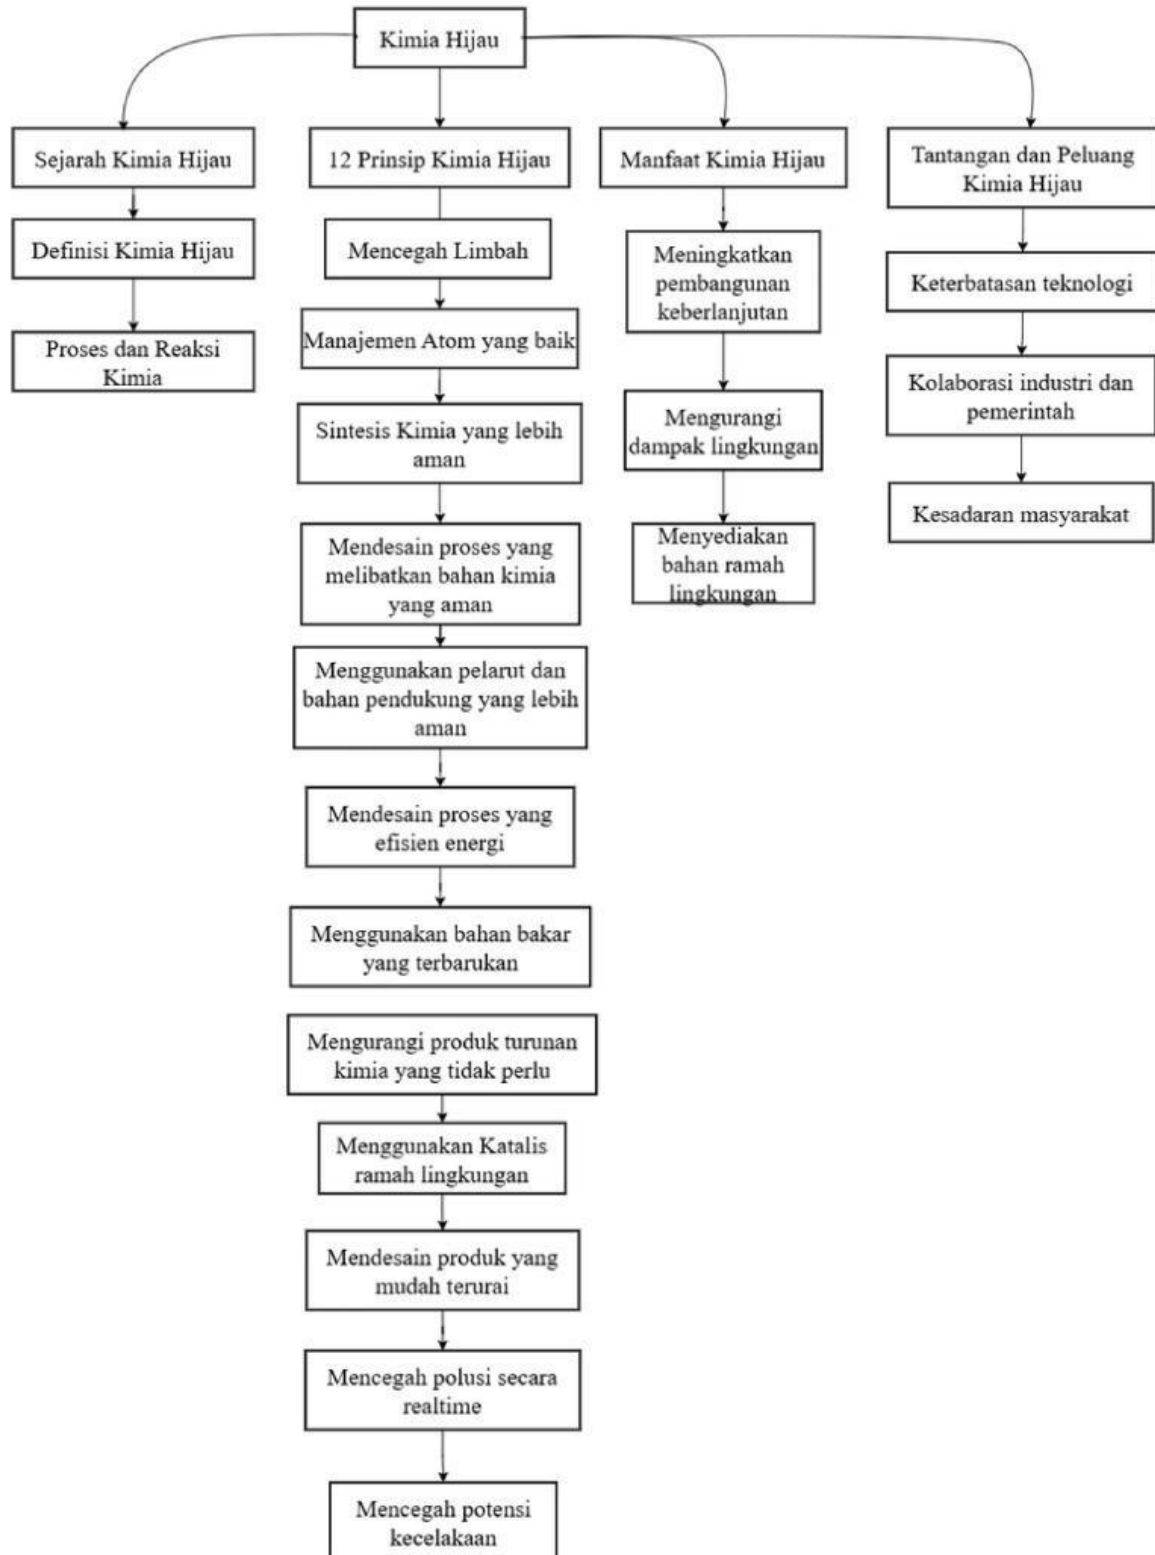 Kimia Hijau
Sejarah Kimia Hijau
Definisi Kimia Hijau
Proses dan Reaksi
Kimia
12 Prinsip Kimia Hijau
Mencegah Limbah
Manajemen Atom yang baik
Sintesis Kimia yang lebih
aman
Mendesain proses yang
melibatkan bahan kimia
yang aman
Menggunakan pelarut dan
bahan pendukung yang lebih
aman
Mendesain proses yang
efisien energi
Menggunakan bahan bakar
yang terbarukan
Mengurangi produk turunan
kimia yang tidak perlu
Menggunakan Katalis
ramah lingkungan
Mendesain produk yang
mudah terurai
Mencegah polusi secara
realtime
Mencegah potensi
kecelakaan
Manfaat Kimia Hijau
Meningkatkan
pembangunan
keberlanjutan
Mengurangi
dampak lingkungan
Menyediakan
bahan ramah
lingkungan
Tantangan dan Peluang
Kimia Hijau
Keterbatasan teknologi
Kolaborasi industri dan
pemerintah
Kesadaran masyarakat